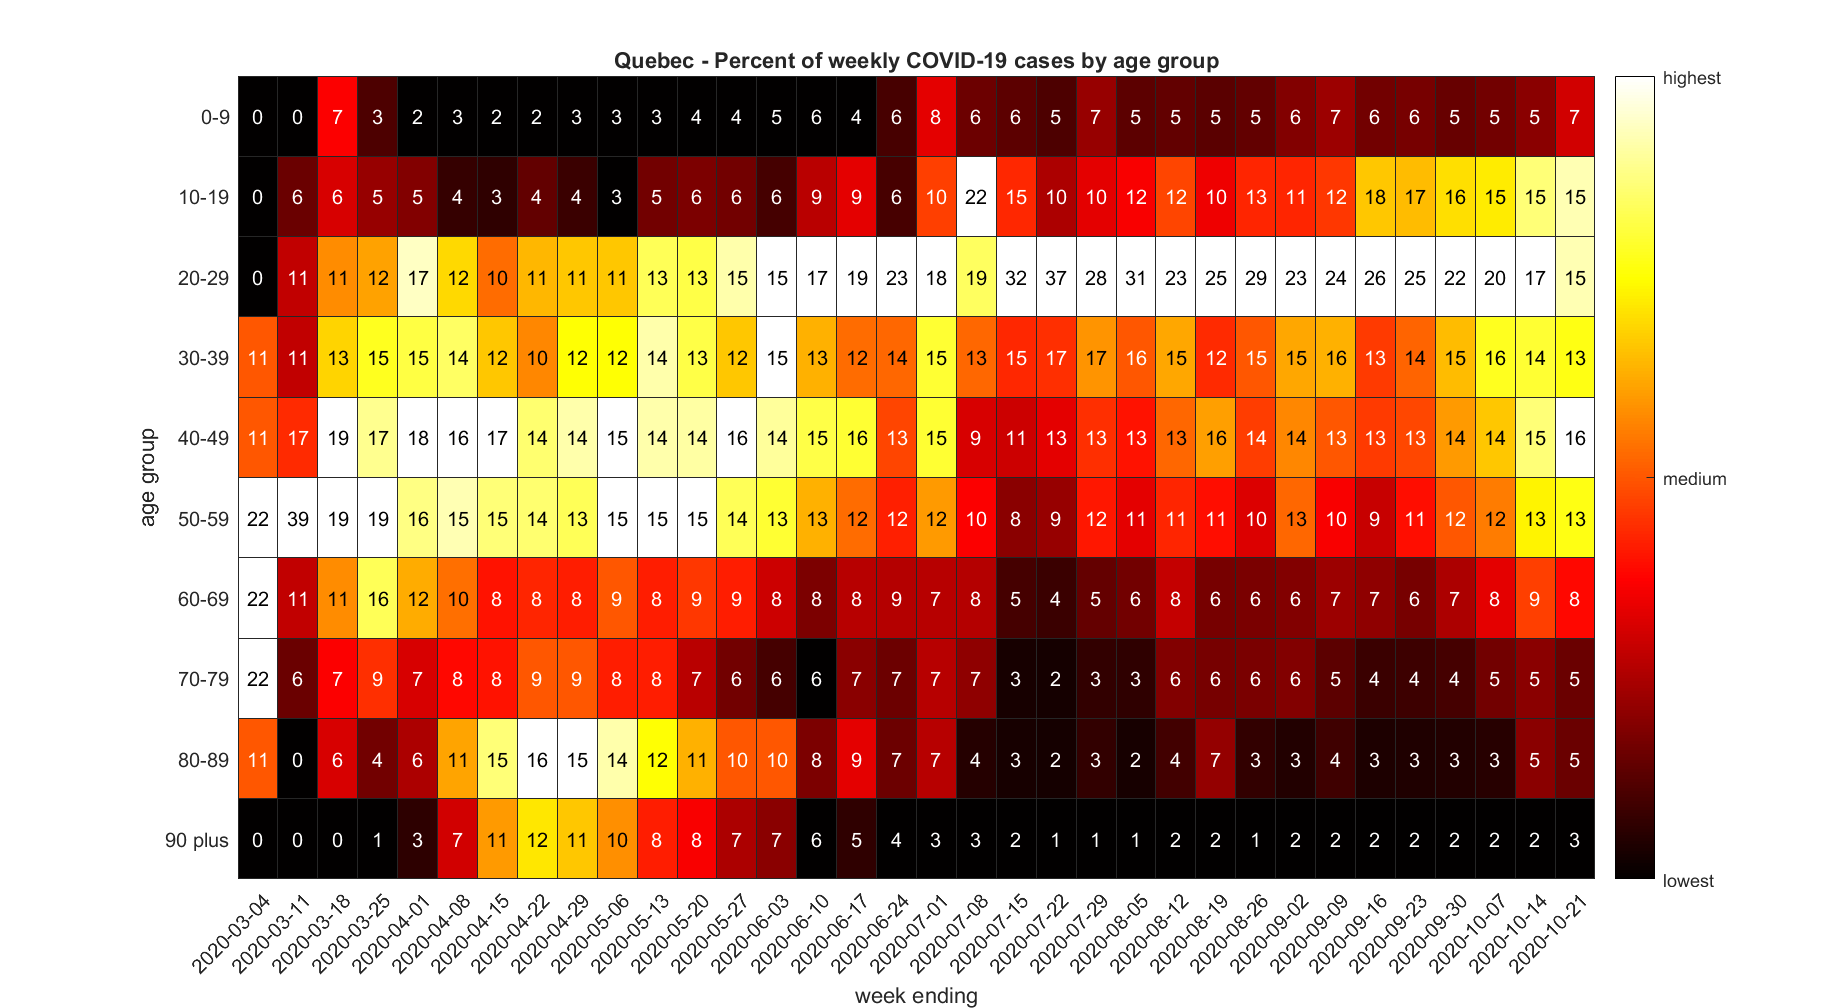 Quebec - Percent of weekly COVID-19 cases by age group
highest
0-9 0 0 7 3 2 3 2 2 3 3 3 4 4 5 6 4 6 8 6 6 5 7 5 5 5 5 6 7 6 6 5 5 5 7
10-19 0 6 6 5 5 4 3 4 4 3 5 6 6 6 9 9 6 10 22 15 10 10 12 12 10 13 11 12 18 17 16 15 15 15
20-29 0 11 11 12 17 12 10 11 11 11 13 13 15 15 17 19 23 18 19 32 37 28 31 23 25 29 23 24 26 25 22 20 17 15
30-39 11 11 13 15 15 14 12 10 12 12 14 13 12 15 13 12 14 15 13 15 17 17 16 15 12 15 15 16 13 14 15 16 14 13
40-49 11 17 19 17 18 16 17 14 14 15 14 14 16 14 15 16 13 15 9 11 13 13 13 13 16 14 14 13 13 13 14 14 15 16
medium
age group
50-59 22 39 19 19 16 15 15 14 13 15 15 15 14 13 13 12 12 12 10 8 9 12 11 11 11 10 13 10 9 11 12 12 13 13
60-69 22 11 11 16 12 10 8 8 8 9 8 9 9 8 8 8 9 7 8 5 4 5 6 8 6 6 6 7 7 6 7 8 9 8
70-79 22 6 7 9 7 8 8 9 9 8 8 7 6 6 6 7 7 7 7 3 2 3 3 6 6 6 6 5 4 4 4 5 5 5
80-89 11 0 6 4 6 11 15 16 15 14 12 11 10 10 8 9 7 7 4 3 2 3 2 4 7 3 3 4 3 3 3 3 5 5
90 plus 0 0 0 1 3 7 11 12 11 10 8 8 7 7 6 5 4 3 3 2 1 1 1 2 2 1 2 2 2 2 2 2 2 3
lowest
2020-03-04 2020-03-11 2020-03-18 2020-03-25 2020-04-01 2020-04-08 2020-04-15 2020-04-22 2020-04-29 2020-05-06 2020-05-13 2020-05-20 2020-05-27 2020-06-03 2020-06-10 2020-06-17 2020-06-24 2020-07-01 2020-07-08 2020-07-15 2020-07-22 2020-07-29 2020-08-05 2020-08-12 2020-08-19 2020-08-26 2020-09-02 2020-09-09 2020-09-16 2020-09-23 2020-09-30 2020-10-07 2020-10-14 2020-10-21
week ending